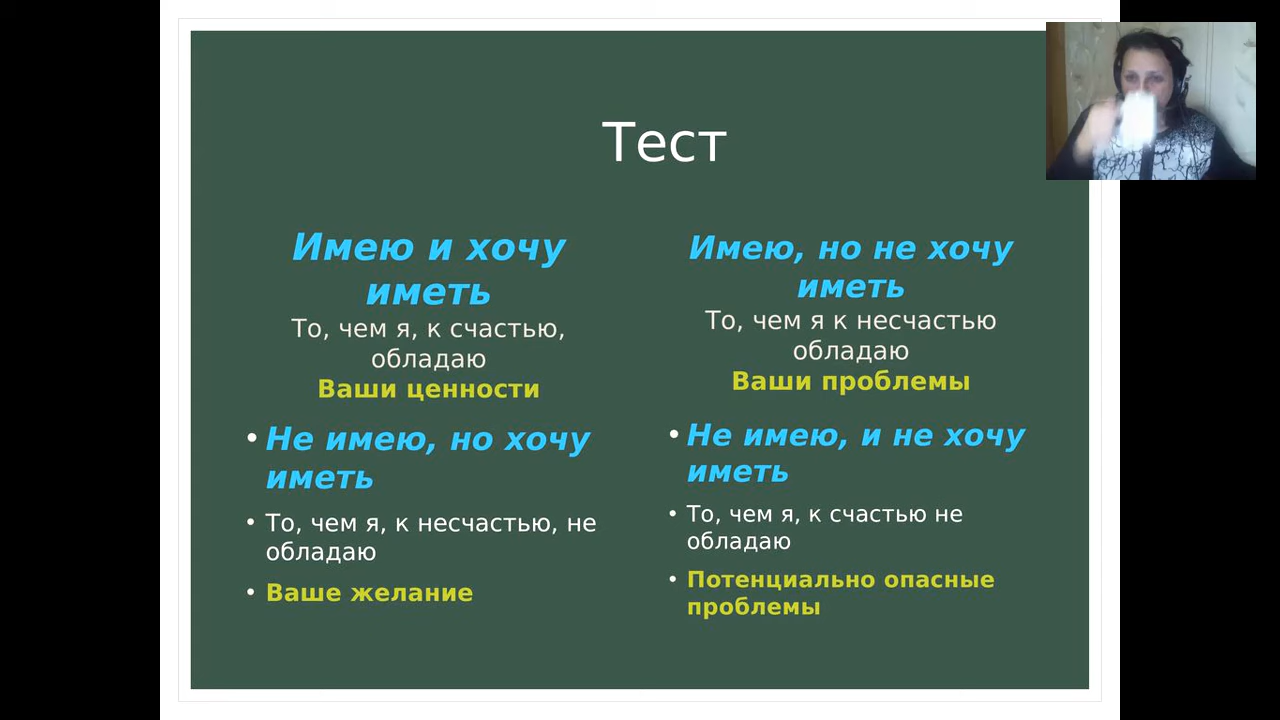 Тест
Имею и хочу
иметь
То, чем я, к счастью,
обладаю
Ваши ценности
• Не имею, но хочу
иметь
• То, чем я, к несчастью, не
обладаю
• Ваше желание
Имею, но не хочу
иметь
То, чем я к несчастью
обладаю
Ваши проблемы
• Не имею, и не хочу
иметь
• То, чем я, к счастью не
обладаю
• Потенциально опасные
проблемы